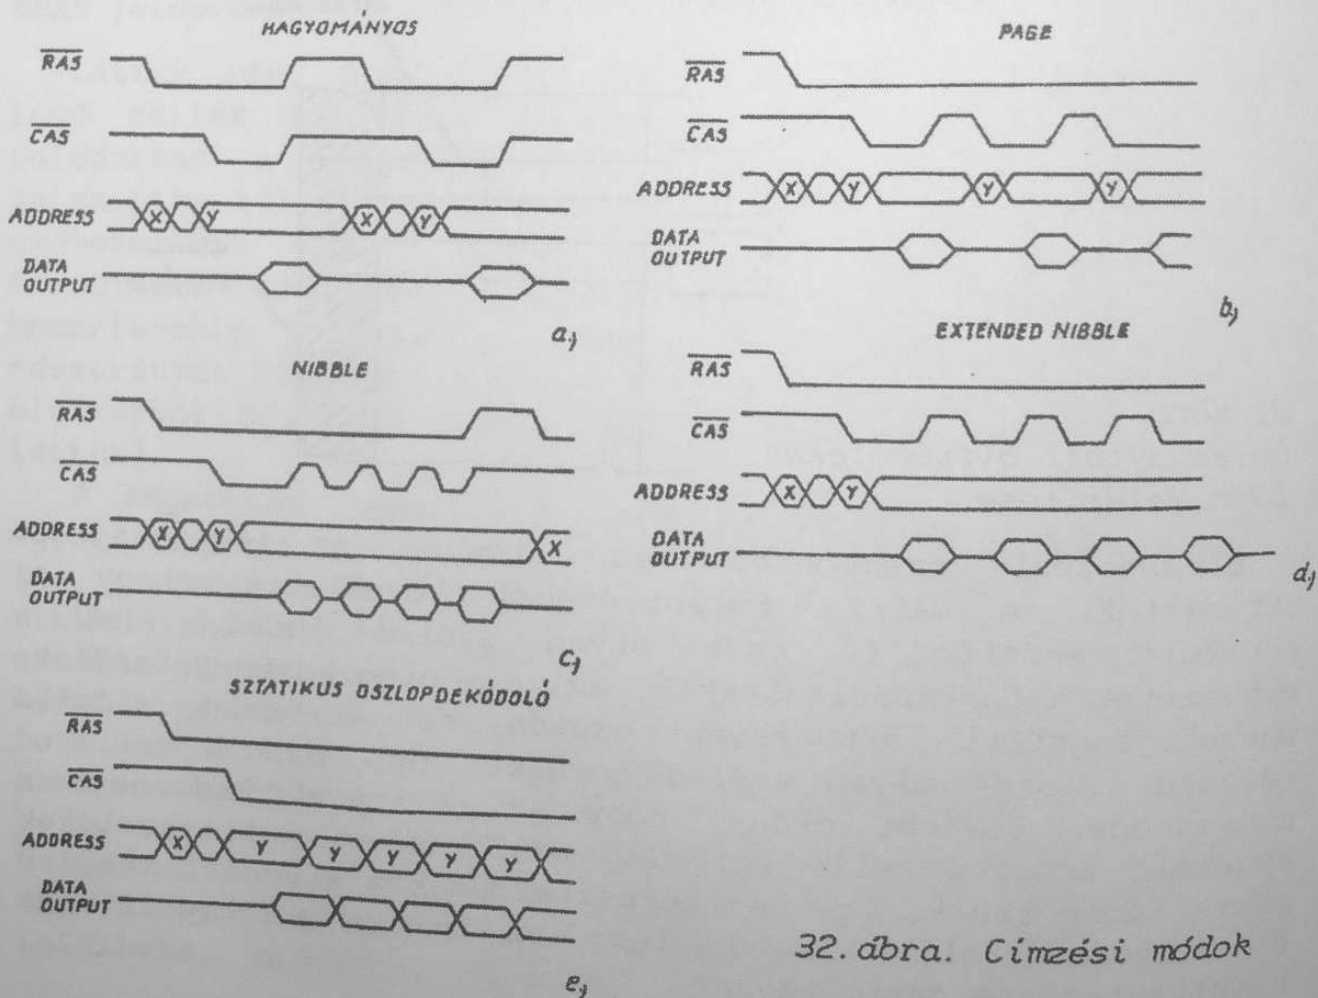 HAGYOMÁNYOS
RAS
CAS
ADDRESS
X
Y
X
Y
DATA
OUTPUT
a.)
PAGE
RAS
CAS
ADDRESS
X
Y
Y
Y
DATA
OUTPUT
b.)
NIBBLE
RAS
CAS
ADDRESS
X
Y
X
DATA
OUTPUT
c.)
EXTENDED NIBBLE
RAS
CAS
ADDRESS
X
Y
DATA
OUTPUT
d.)
SZTATIKUS OSZLOPDEKÓDOLÓ
RAS
CAS
ADDRESS
X
Y
Y
Y
Y
Y
DATA
OUTPUT
e.)
32. ábra. Címzési módok